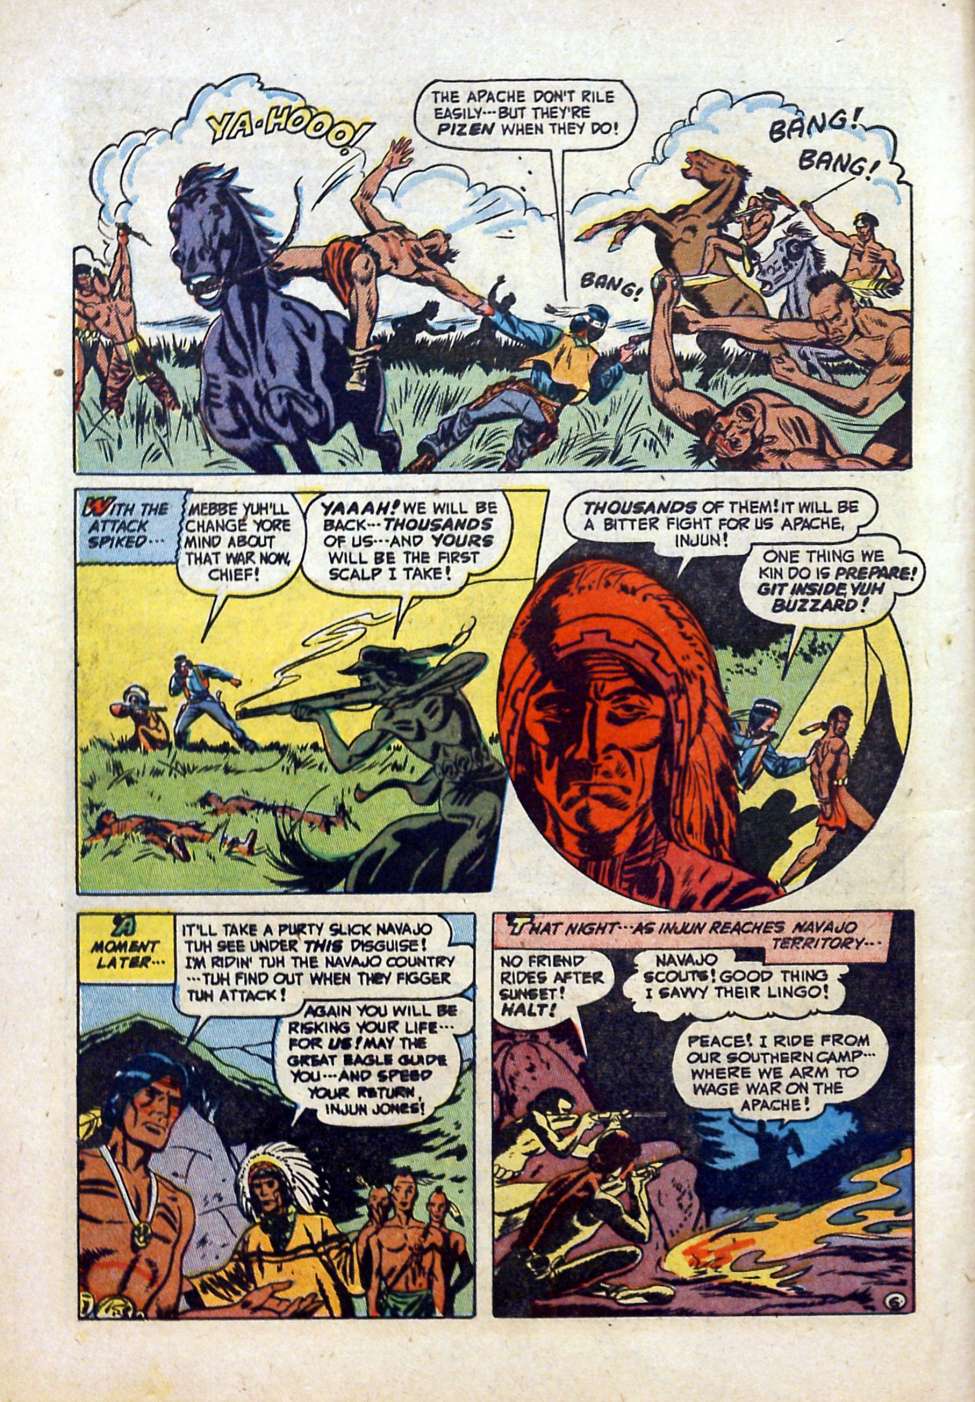 YA-HOOO!
THE APACHE DON'T RILE
EASILY---BUT THEY'RE
PIZEN WHEN THEY DO!
BANG!
BANG!
BANG!
WITH THE
ATTACK
SPIKED---
MEBBE YUH'LL
CHANGE YORE
MIND ABOUT
THAT WAR NOW,
CHIEF!
YAAAH! WE WILL BE
BACK--- THOUSANDS
OF US---AND YOURS
WILL BE THE FIRST
SCALP I TAKE!
THOUSANDS OF THEM! IT WILL BE
A BITTER FIGHT FOR US APACHE,
INJUN!
ONE THING WE
KIN DO IS PREPARE!
GIT INSIDE, YUH
BUZZARD!
A
MOMENT
LATER---
IT'LL TAKE A PURTY SLICK NAVAJO
TUH SEE UNDER THIS DISGUISE!
I'M RIDIN' TUH THE NAVAJO COUNTRY
---TUH FIND OUT WHEN THEY FIGGER
TUH ATTACK!
AGAIN YOU WILL BE
RISKING YOUR LIFE---
FOR US! MAY THE
GREAT EAGLE GUIDE
YOU---AND SPEED
YOUR RETURN,
INJUN JONES!
THAT NIGHT---AS INJUN REACHES NAVAJO
TERRITORY---
NO FRIEND
RIDES AFTER
SUNSET!
HALT!
NAVAJO
SCOUTS! GOOD THING
I SAVVY THEIR LINGO!
PEACE! I RIDE FROM
OUR SOUTHERN CAMP---
WHERE WE ARM TO
WAGE WAR ON THE
APACHE!
6